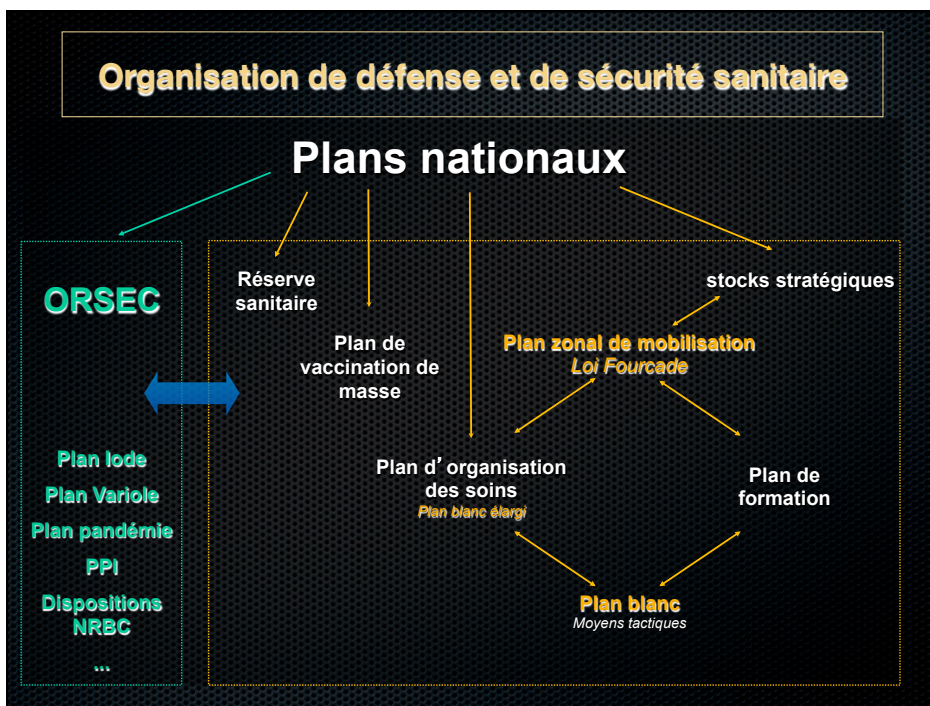 Organisation de défense et de sécurité sanitaire
Plans nationaux
ORSEC
Plan Iode
Plan Variole
Plan pandémie
PPI
Dispositions
NRBC
...
Réserve
sanitaire
Plan de
vaccination de
masse
stocks stratégiques
Plan zonal de mobilisation
Loi Fourcade
Plan d’organisation
des soins
Plan blanc élargi
Plan de
formation
Plan blanc
Moyens tactiques